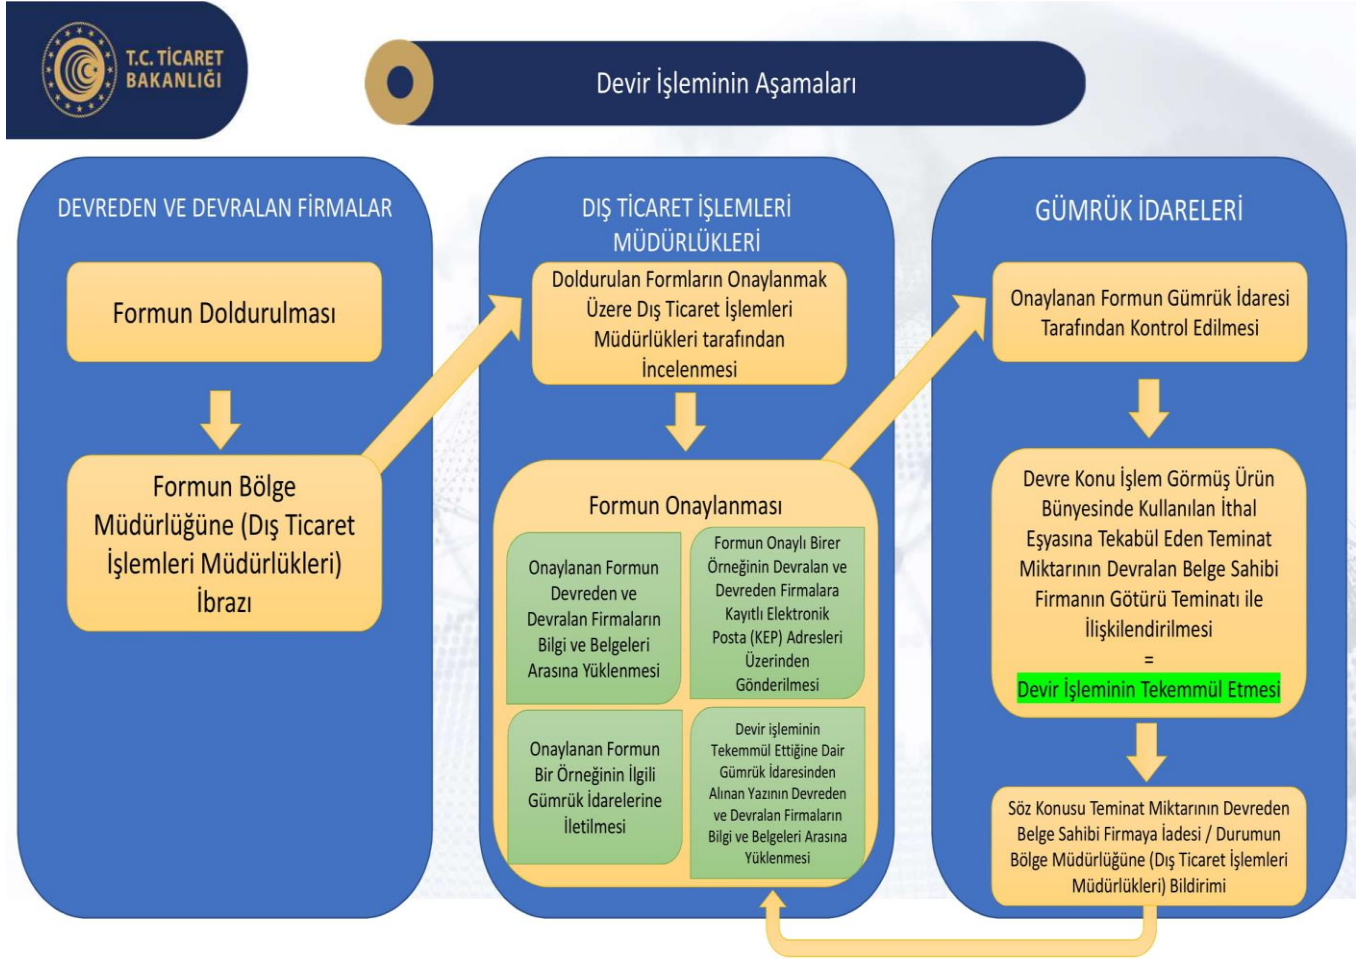 T.C. TİCARET
BAKANLIĞI
Devir İşleminin Aşamaları
DEVREDEN VE DEVRALAN FİRMALAR
Formun Doldurulması
Formun Bölge
Müdürlüğüne (Dış Ticaret
İşlemleri Müdürlükleri)
İbrazı
DIŞ TİCARET İŞLEMLERİ
MÜDÜRLÜKLERİ
Doldurulan Formların Onaylanmak
Üzere Dış Ticaret İşlemleri
Müdürlükleri tarafından
İncelenmesi
Formun Onaylanması
Onaylanan Formun
Devreden ve
Devralan Firmaların
Bilgi ve Belgeleri
Arasına Yüklenmesi
Formun Onaylı Birer
Örneğinin Devralan ve
Devreden Firmalara
Kayıtlı Elektronik
Posta (KEP) Adresleri
Üzerinden
Gönderilmesi
Onaylanan Formun
Bir Örneğinin İlgili
Gümrük İdarelerine
İletilmesi
Devir işleminin
Tekemmül Ettiğine Dair
Gümrük İdaresinden
Alınan Yazının Devreden
ve Devralan Firmaların
Bilgi ve Belgeleri Arasına
Yüklenmesi
GÜMRÜK İDARELERİ
Onaylanan Formun Gümrük İdaresi
Tarafından Kontrol Edilmesi
Devre Konu İşlem Görmüş Ürün
Bünyesinde Kullanılan İthal
Eşyasına Tekabül Eden Teminat
Miktarının Devralan Belge Sahibi
Firmanın Götürü Teminatı ile
İlişkilendirilmesi
=
Devir İşleminin Tekemmül Etmesi
Söz Konusu Teminat Miktarının Devreden
Belge Sahibi Firmaya İadesi / Durumun
Bölge Müdürlüğüne (Dış Ticaret İşlemleri
Müdürlükleri) Bildirimi